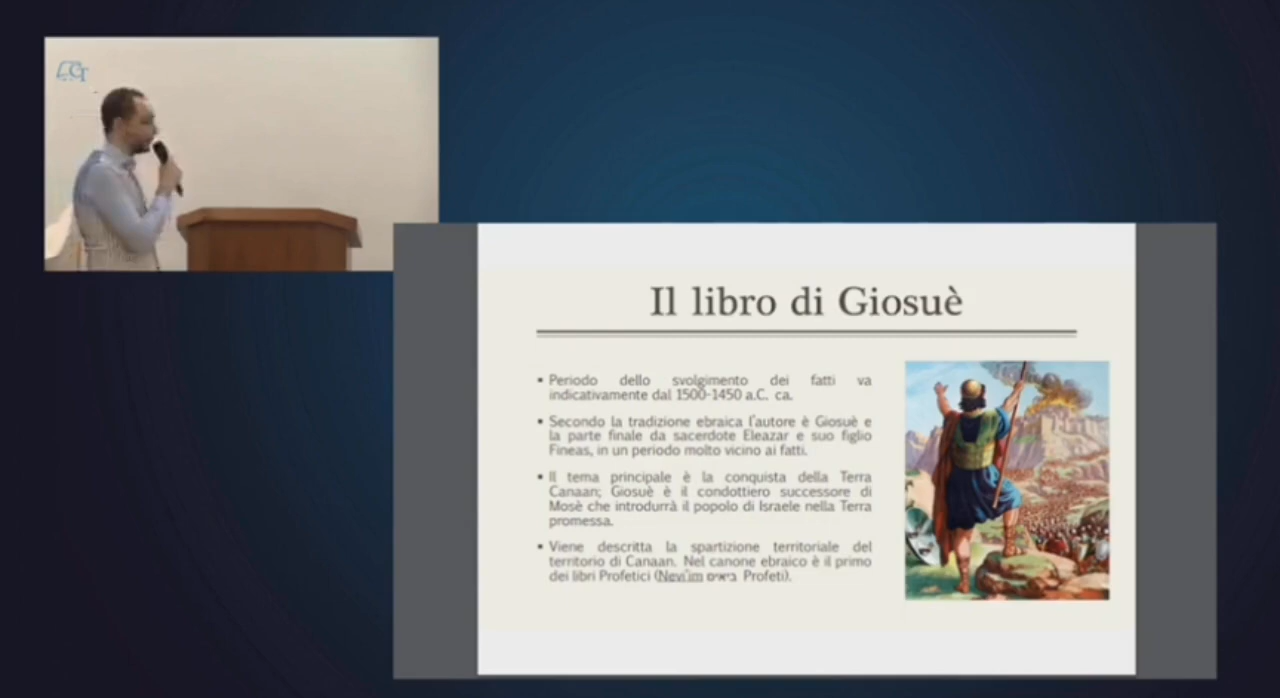 CT
Il libro di Giosuè
▪ Periodo dello svolgimento dei fatti va
indicativamente dal 1500-1450 a.C. ca.
▪ Secondo la tradizione ebraica l'autore è Giosuè e
la parte finale da sacerdote Eleazar e suo figlio
Fineas, in un periodo molto vicino ai fatti.
▪ Il tema principale è la conquista della Terra
Canaan; Giosuè è il condottiero successore di
Mosè che introdurrà il popolo di Israele nella Terra
promessa.
▪ Viene descritta la spartizione territoriale del
territorio di Canaan. Nel canone ebraico è il primo
dei libri Profetici (Nevi'im Profeti).